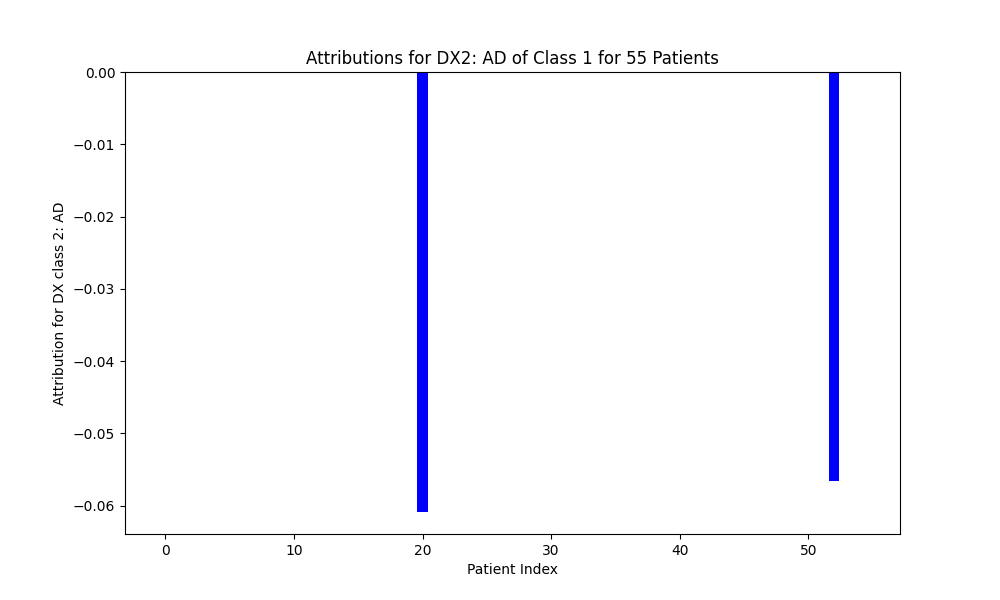 Attributions for DX2: AD of Class 1 for 55 Patients
Attribution for DX class 2: AD
0.00
−0.01
−0.02
−0.03
−0.04
−0.05
−0.06
0 10 20 30 40 50
Patient Index